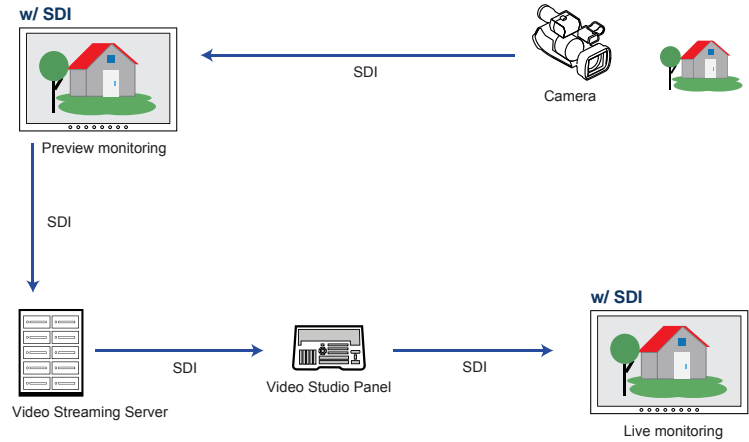 w/ SDI
SDI
Camera
Preview monitoring
SDI
w/ SDI
SDI
SDI
Video Streaming Server
Video Studio Panel
Live monitoring